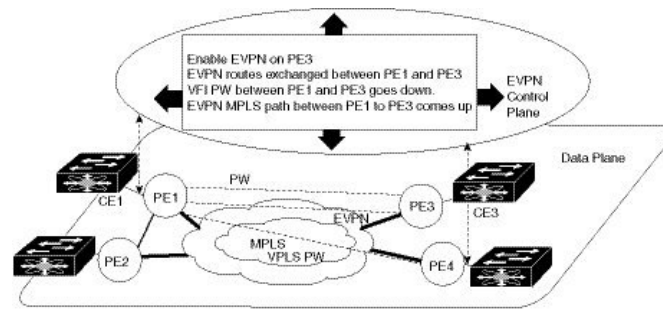 Enable EVPN on PE3
EVPN routes exchanged between PE1 and PE3
VFI PW between PE1 and PE3 goes down.
EVPN MPLS path between PE1 to PE3 comes up
EVPN
Control
Plane
Data Plane
PW
CE1
PE1
EVPN
PE3
CE3
MPLS
VPLS PW
PE2
PE4